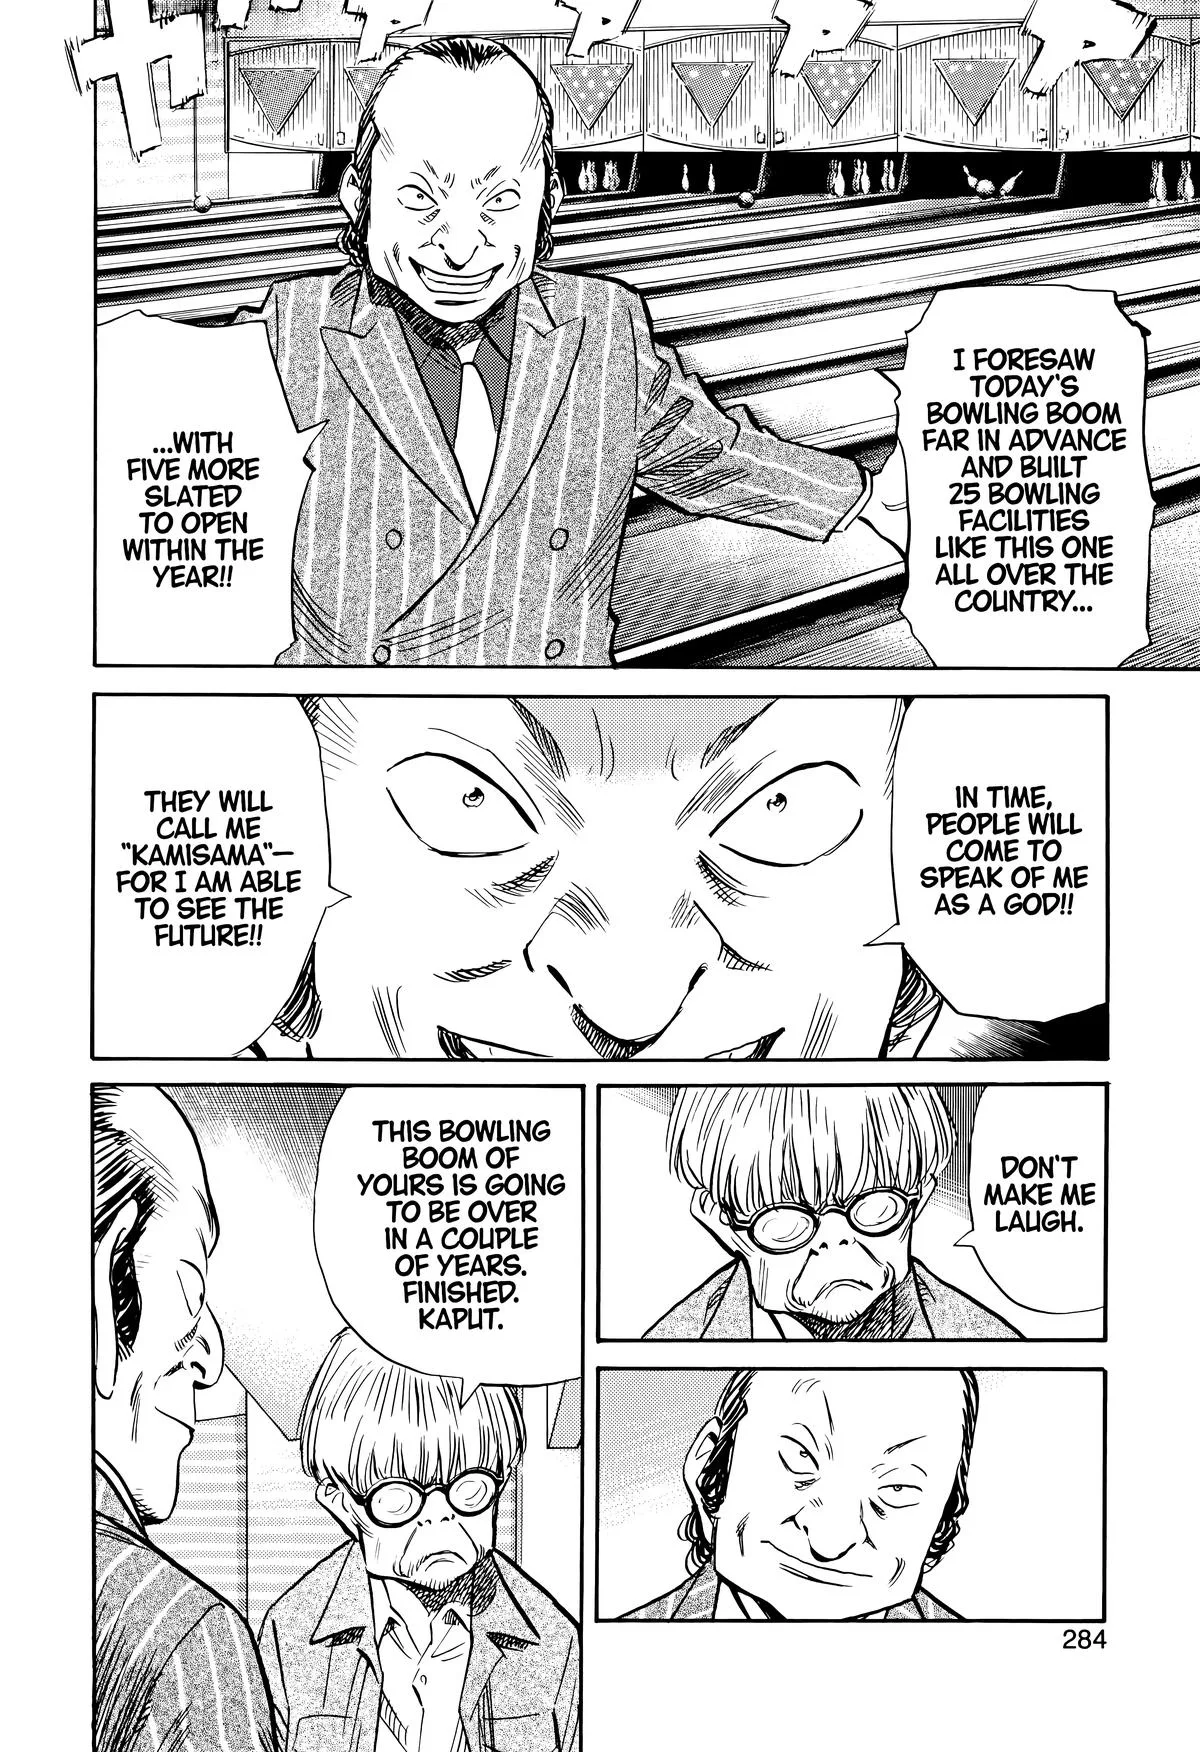 I FORESAW
TODAY'S
BOWLING BOOM
FAR IN ADVANCE
AND BUILT
25 BOWLING
FACILITIES
LIKE THIS ONE
ALL OVER THE
COUNTRY...
...WITH
FIVE MORE
SLATED
TO OPEN
WITHIN THE
YEAR!!
IN TIME,
PEOPLE WILL
COME TO
SPEAK OF ME
AS A GOD!!
THEY WILL
CALL ME
"KAMISAMA"—
FOR I AM ABLE
TO SEE THE
FUTURE!!
DON'T
MAKE ME
LAUGH.
THIS BOWLING
BOOM OF
YOURS IS GOING
TO BE OVER
IN A COUPLE
OF YEARS.
FINISHED.
KAPUT.
284